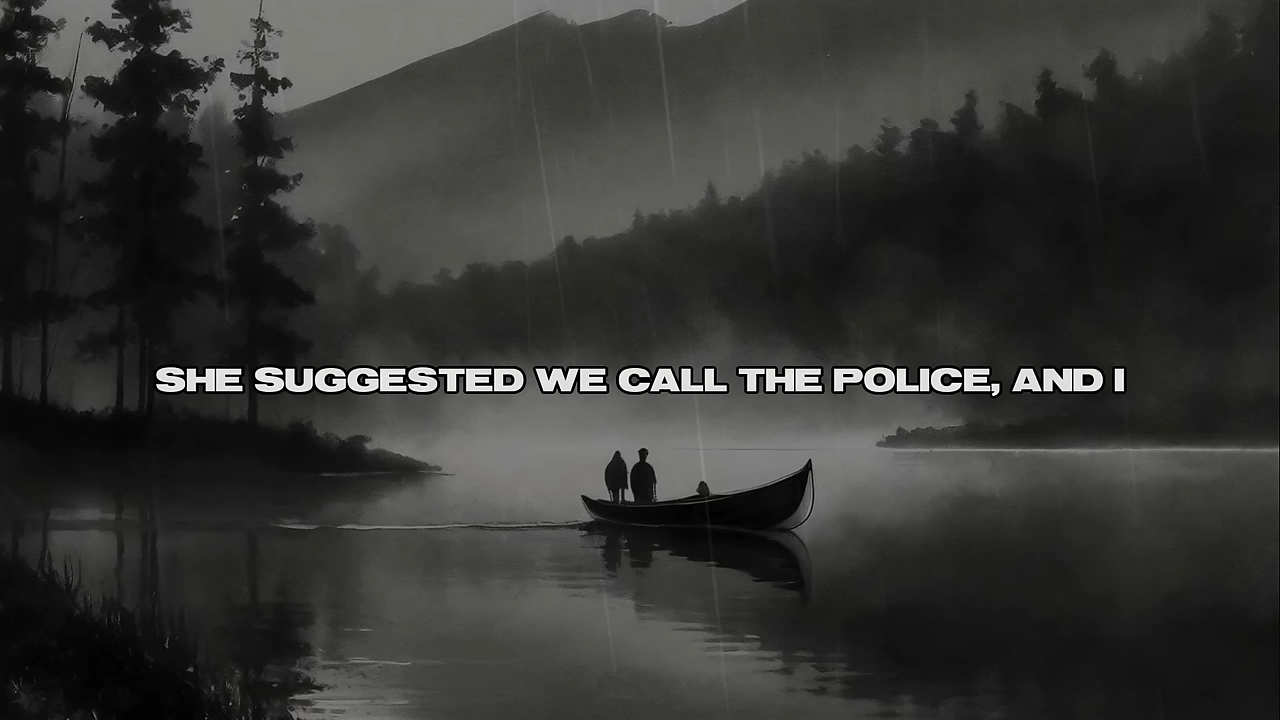 SHE SUGGESTED WE CALL THE POLICE, AND I